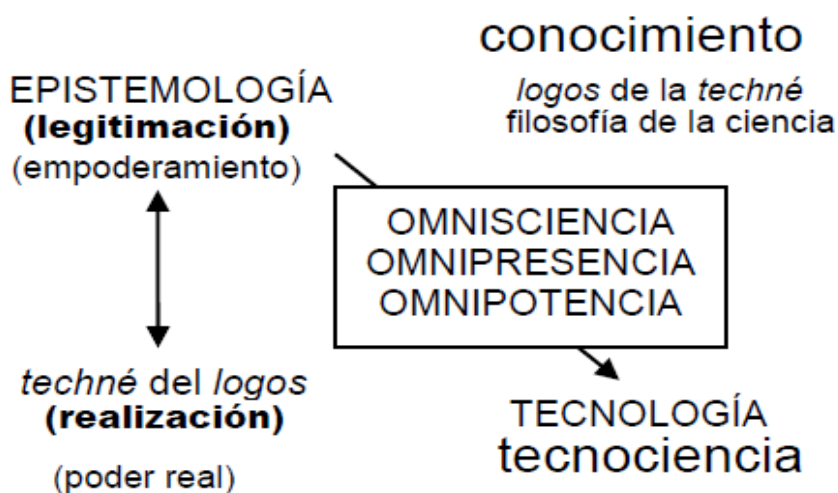 conocimiento
EPISTEMOLOGÍA
(legitimación)
(empoderamiento)
logos de la techné
filosofía de la ciencia
OMNISCIENCIA
OMNIPRESENCIA
OMNIPOTENCIA
techné del logos
(realización)
(poder real)
TECNOLOGÍA
tecnociencia